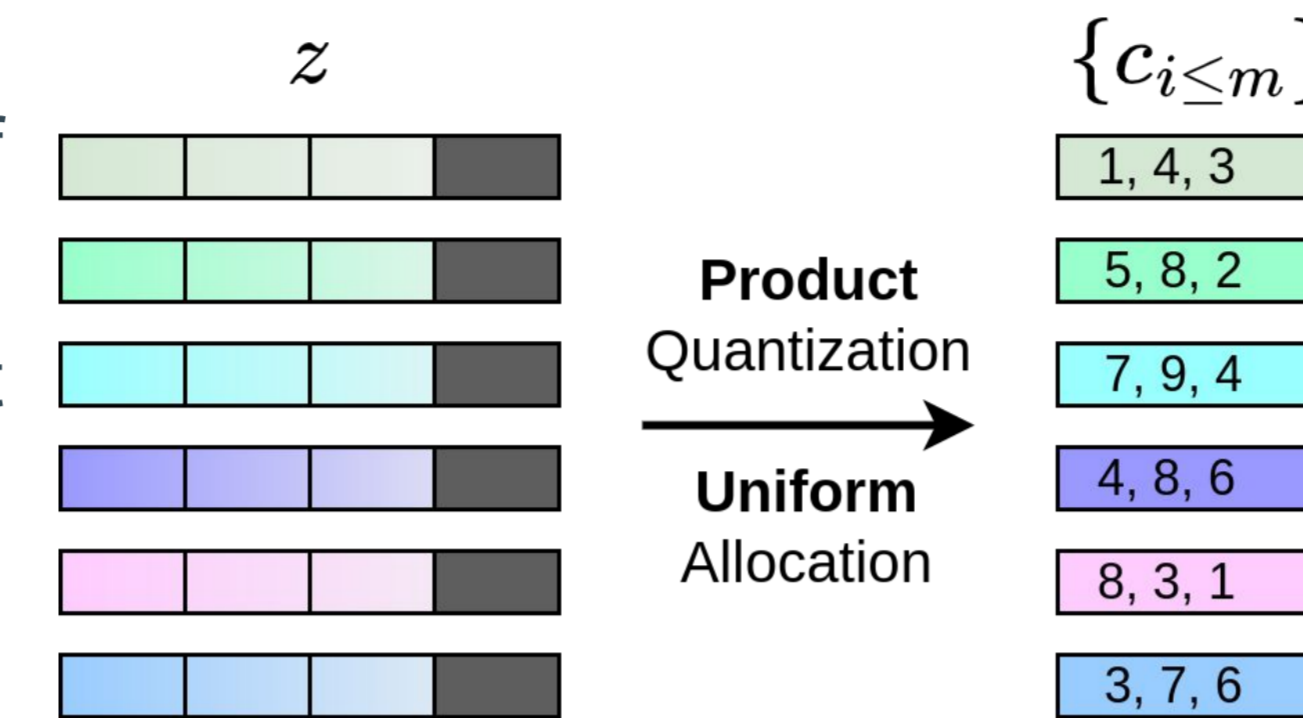 z
{c_{i≤m}
1, 4, 3
5, 8, 2
Product
Quantization
7, 9, 4
Uniform
4, 8, 6
Allocation
8, 3, 1
3, 7, 6